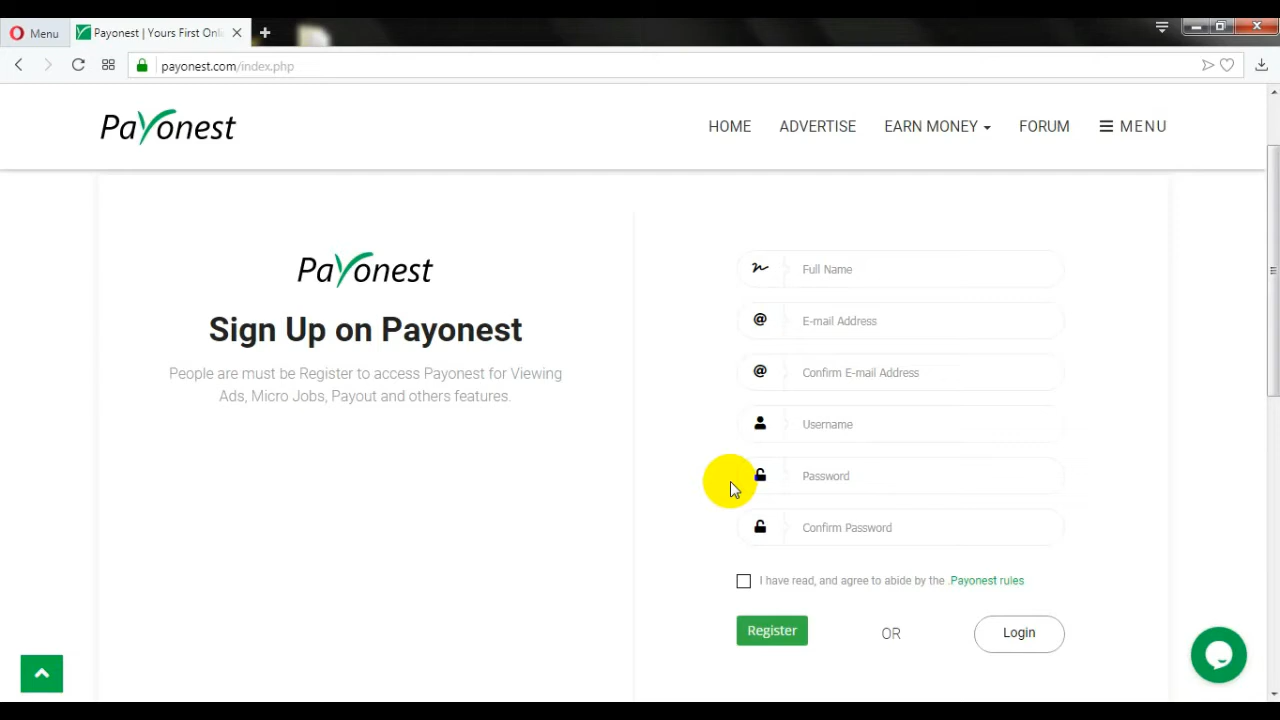 Menu
Payonest | Yours First Onl
payonest.com/index.php
Payonest
HOME
ADVERTISE
EARN MONEY
FORUM
MENU
Payonest
Sign Up on Payonest
People are must be Register to access Payonest for Viewing
Ads, Micro Jobs, Payout and others features.
Full Name
E-mail Address
Confirm E-mail Address
Username
Password
Confirm Password
I have read, and agree to abide by the .Payonest rules
Register
OR
Login